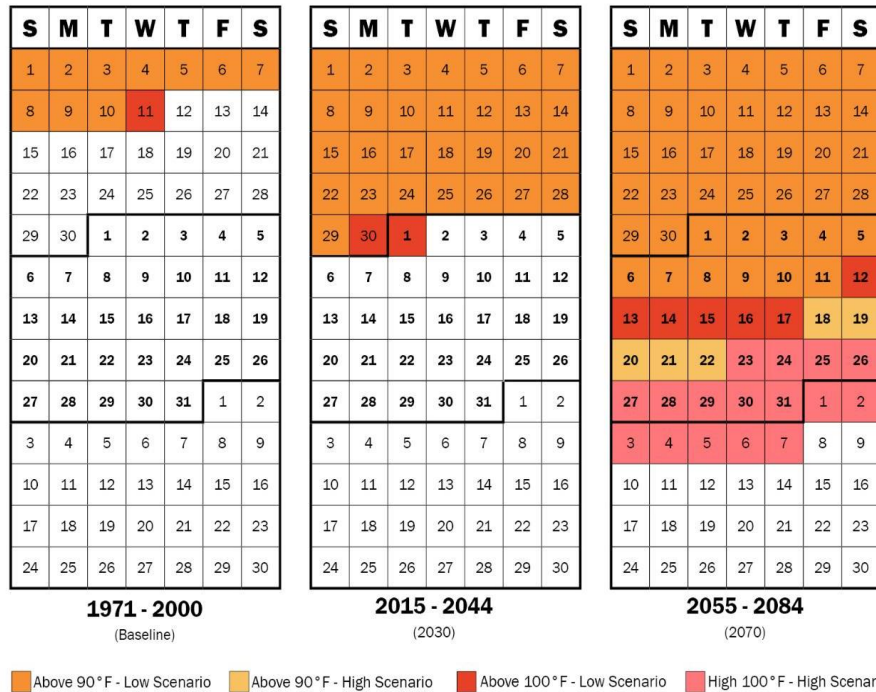 S M T W T F S S M T W T F S S M T W T F S
1 2 3 4 5 6 7 1 2 3 4 5 6 7 1 2 3 4 5 6 7
8 9 10 11 12 13 14 8 9 10 11 12 13 14 8 9 10 11 12 13 14
15 16 17 18 19 20 21 15 16 17 18 19 20 21 15 16 17 18 19 20 21
22 23 24 25 26 27 28 22 23 24 25 26 27 28 22 23 24 25 26 27 28
29 30 1 2 3 4 5 29 30 1 2 3 4 5 29 30 1 2 3 4 5
6 7 8 9 10 11 12 6 7 8 9 10 11 12 6 7 8 9 10 11 12
13 14 15 16 17 18 19 13 14 15 16 17 18 19 13 14 15 16 17 18 19
20 21 22 23 24 25 26 20 21 22 23 24 25 26 20 21 22 23 24 25 26
27 28 29 30 31 1 2 27 28 29 30 31 1 2 27 28 29 30 31 1 2
3 4 5 6 7 8 9 3 4 5 6 7 8 9 3 4 5 6 7 8 9
10 11 12 13 14 15 16 10 11 12 13 14 15 16 10 11 12 13 14 15 16
17 18 19 20 21 22 23 17 18 19 20 21 22 23 17 18 19 20 21 22 23
24 25 26 27 28 29 30 24 25 26 27 28 29 30 24 25 26 27 28 29 30
1971 - 2000 2015 - 2044 2055 - 2084
(Baseline) (2030) (2070)
Above 90°F - Low Scenario Above 90°F - High Scenario Above 100°F - Low Scenario High 100°F - High